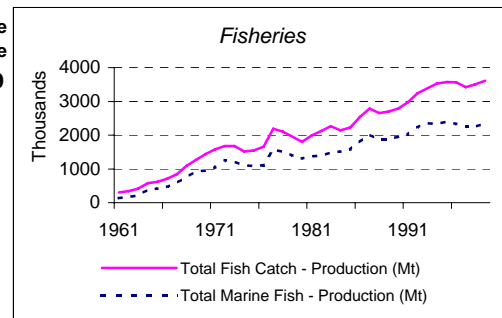 e
e
Fisheries
Thousands
4000
3000
2000
1000
0
1961
1971
1981
1991
Total Fish Catch - Production (Mt)
Total Marine Fish - Production (Mt)